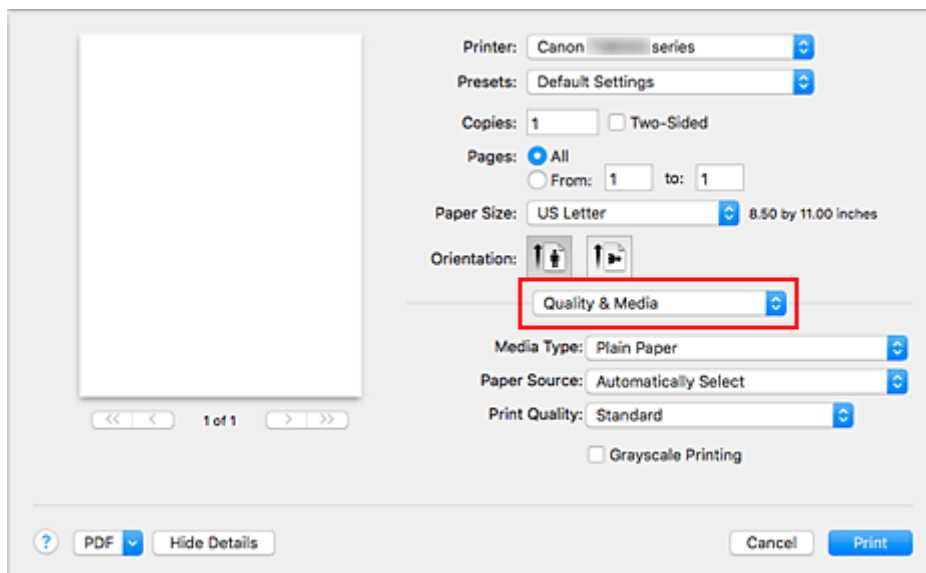 Printer: Canon series
Presets: Default Settings
Copies: 1 Two-Sided
Pages: All
From: 1 to: 1
Paper Size: US Letter 8.50 by 11.00 inches
Orientation:
Quality & Media
Media Type: Plain Paper
Paper Source: Automatically Select
Print Quality: Standard
Grayscale Printing
<< < 1 of 1 > >>
? PDF Hide Details Cancel Print